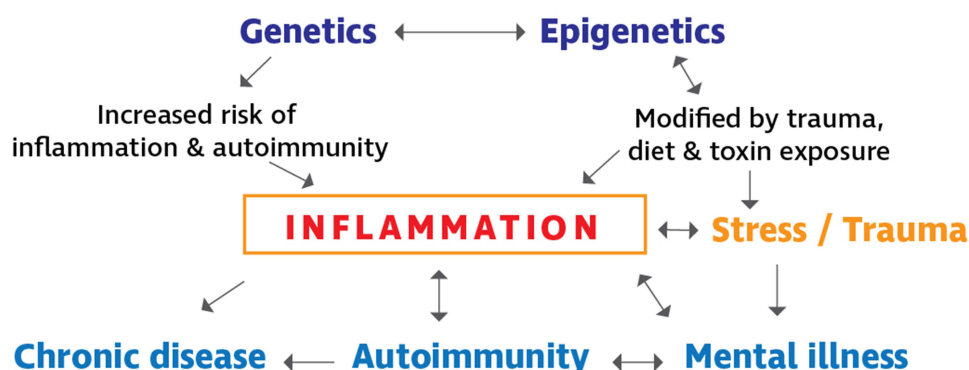 Genetics
Epigenetics
Increased risk of
inflammation & autoimmunity
Modified by trauma,
diet & toxin exposure
INFLAMMATION
Stress / Trauma
Chronic disease
Autoimmunity
Mental illness